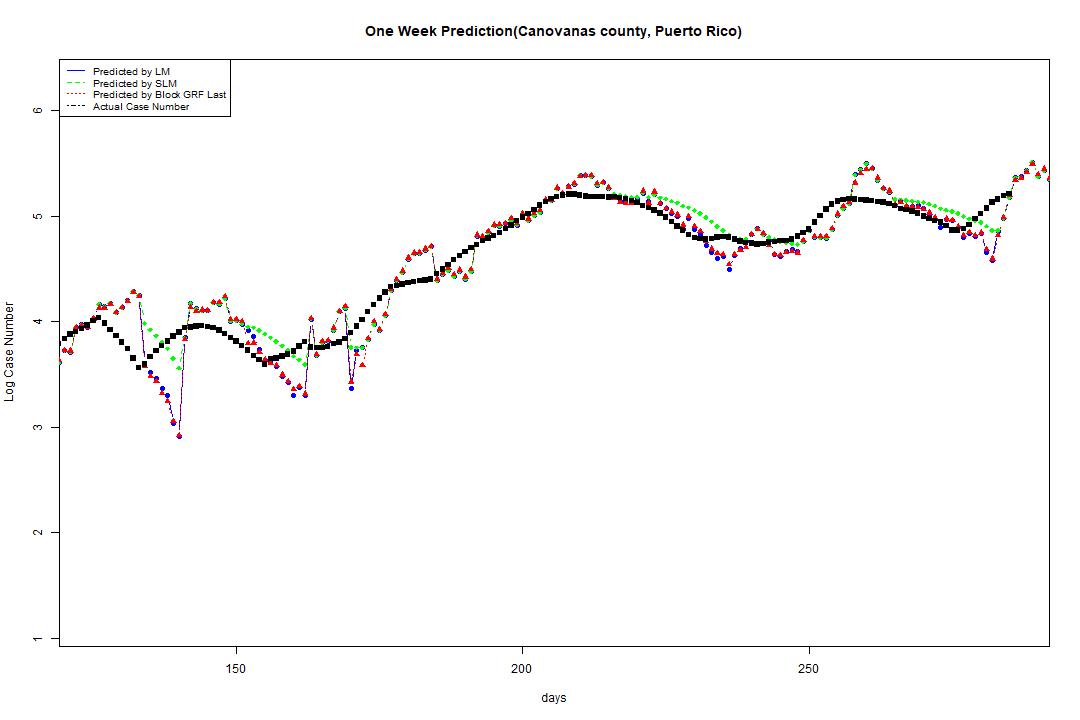 One Week Prediction(Canovanas county, Puerto Rico)
Predicted by LM
Predicted by SLM
Predicted by Block GRF Last
Actual Case Number
6
5
4
3
2
1
Log Case Number
150
200
250
days